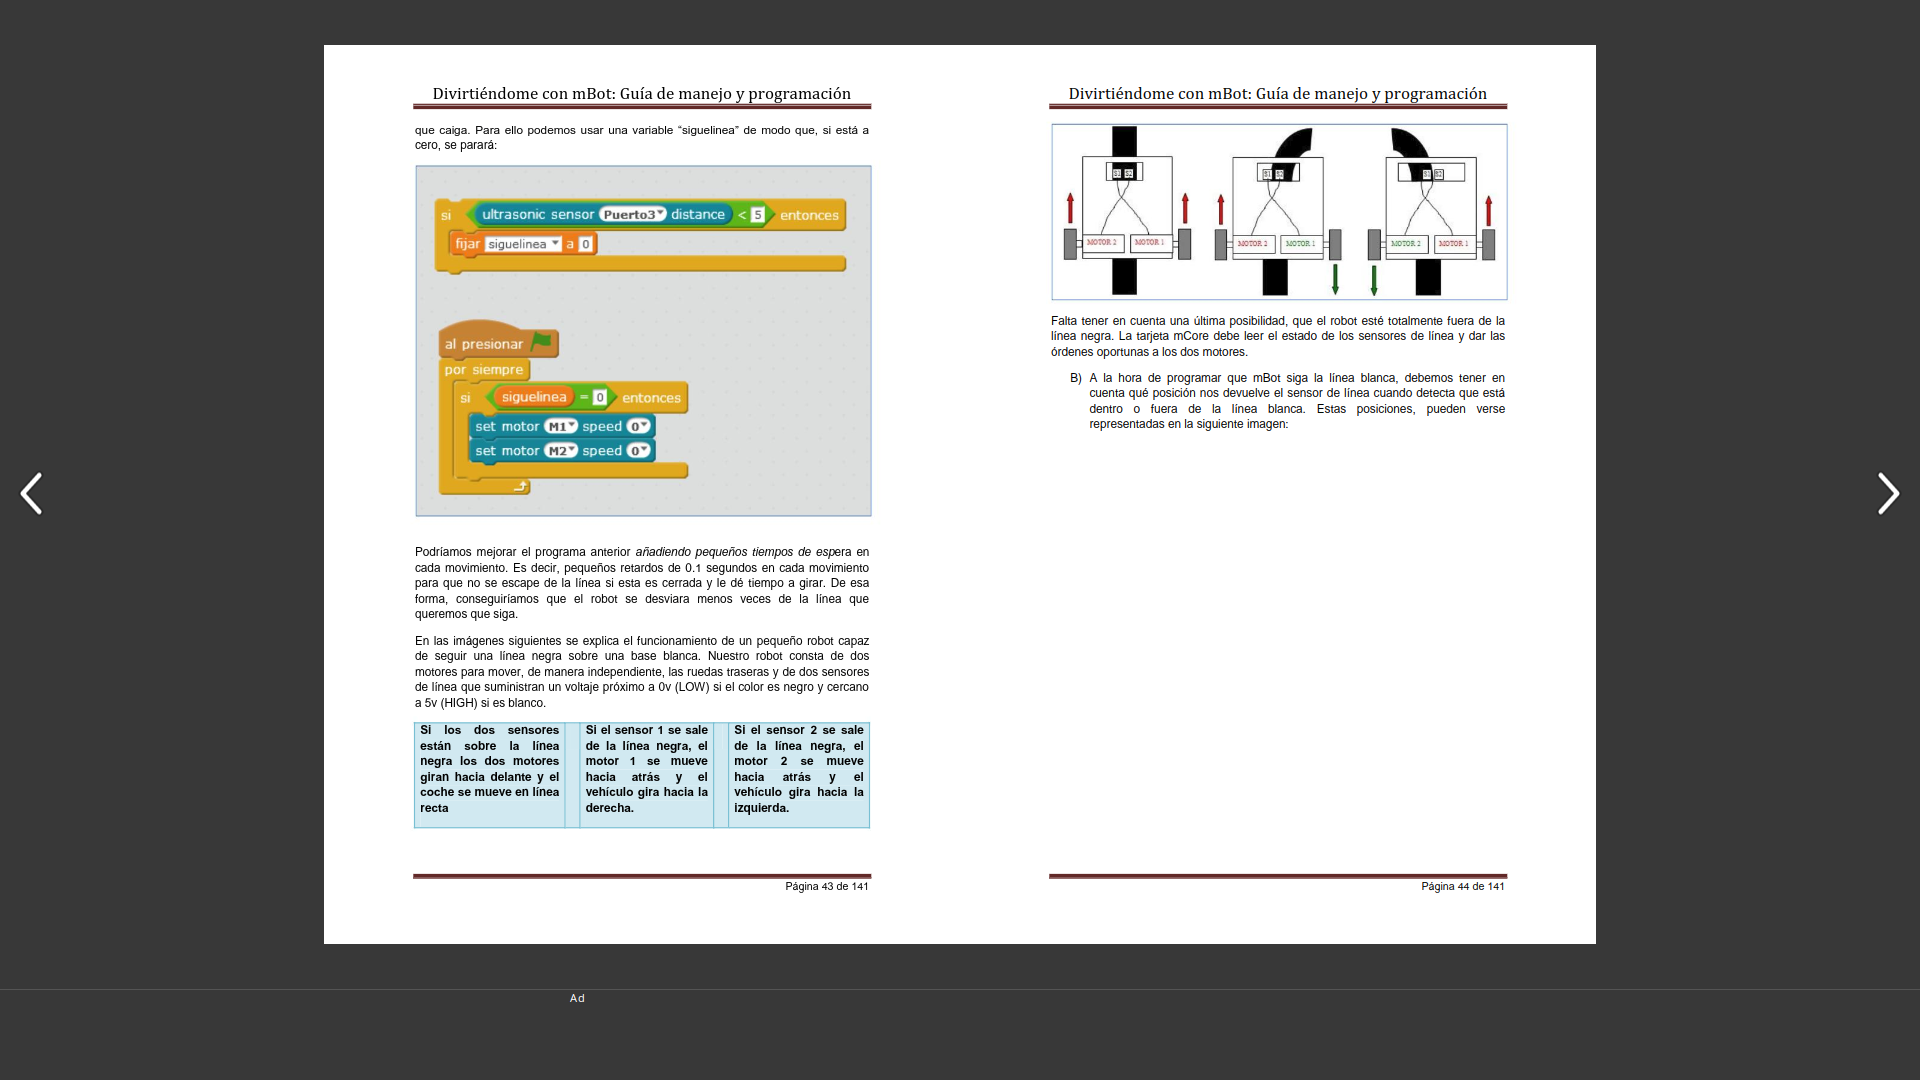 Divirtiéndome con mBot: Guía de manejo y programación
que caiga. Para ello podemos usar una variable “siguelinea” de modo que, si está a
cero, se parará:
si ultrasonic sensor Puerto3 distance < 5 entonces
fijar siguelinea a 0
al presionar
por siempre
si siguelinea = 0 entonces
set motor M1 speed 0
set motor M2 speed 0
Podríamos mejorar el programa anterior añadiendo pequeños tiempos de espera en
cada movimiento. Es decir, pequeños retardos de 0.1 segundos en cada movimiento
para que no se escape de la línea si esta es cerrada y le dé tiempo a girar. De esa
forma, conseguiríamos que el robot se desviara menos veces de la línea que
queremos que siga.
En las imágenes siguientes se explica el funcionamiento de un pequeño robot capaz
de seguir una línea negra sobre una base blanca. Nuestro robot consta de dos
motores para mover, de manera independiente, las ruedas traseras y de dos sensores
de línea que suministran un voltaje próximo a 0v (LOW) si el color es negro y cercano
a 5v (HIGH) si es blanco.
Si los dos sensores
están sobre la línea
negra los dos motores
giran hacia delante y el
coche se mueve en línea
recta
Si el sensor 1 se sale
de la línea negra, el
motor 1 se mueve
hacia atrás y el
vehículo gira hacia la
derecha.
Si el sensor 2 se sale
de la línea negra, el
motor 2 se mueve
hacia atrás y el
vehículo gira hacia la
izquierda.
Página 43 de 141
Divirtiéndome con mBot: Guía de manejo y programación
S1 S2 S1 S2 S1 S2
MOTOR 2 MOTOR 1 MOTOR 2 MOTOR 1 MOTOR 2 MOTOR 1
Falta tener en cuenta una última posibilidad, que el robot esté totalmente fuera de la
línea negra. La tarjeta mCore debe leer el estado de los sensores de línea y dar las
órdenes oportunas a los dos motores.
B) A la hora de programar que mBot siga la línea blanca, debemos tener en
cuenta qué posición nos devuelve el sensor de línea cuando detecta que está
dentro o fuera de la línea blanca. Estas posiciones, pueden verse
representadas en la siguiente imagen:
Página 44 de 141
Ad